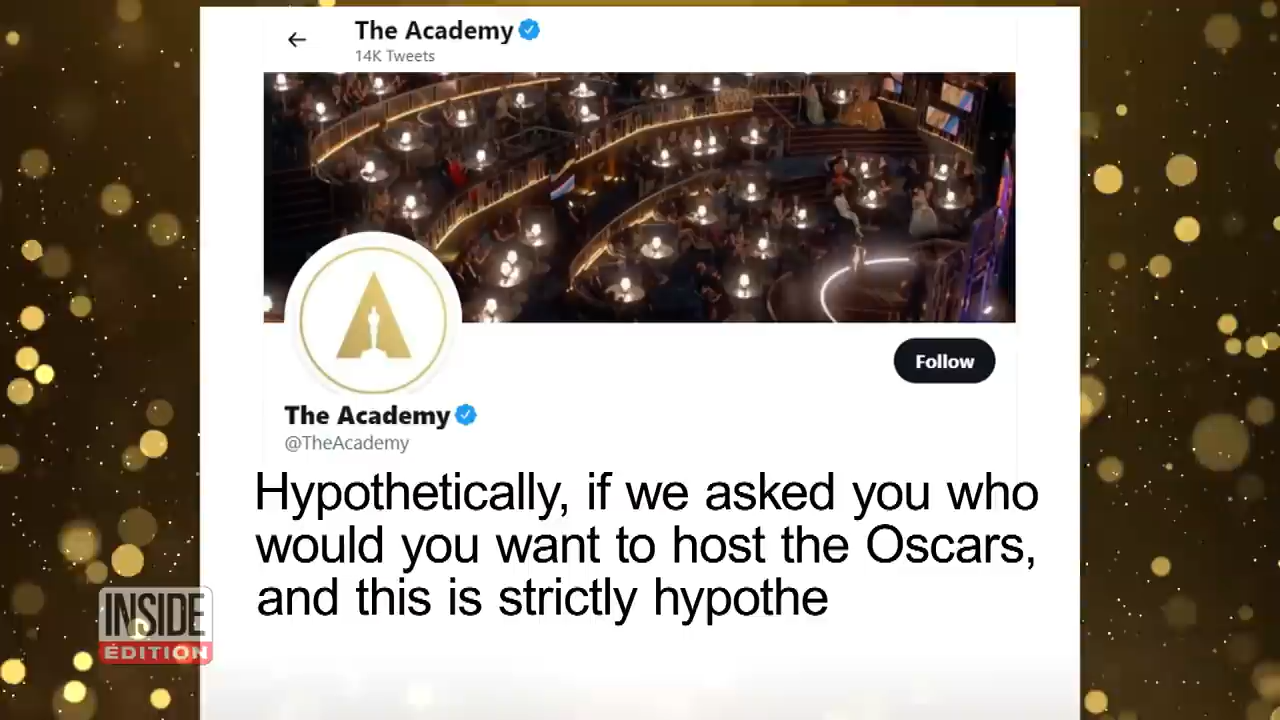 The Academy
14K Tweets
Follow
The Academy
@TheAcademy
Hypothetically, if we asked you who
would you want to host the Oscars,
and this is strictly hypothe
INSIDE
EDITION